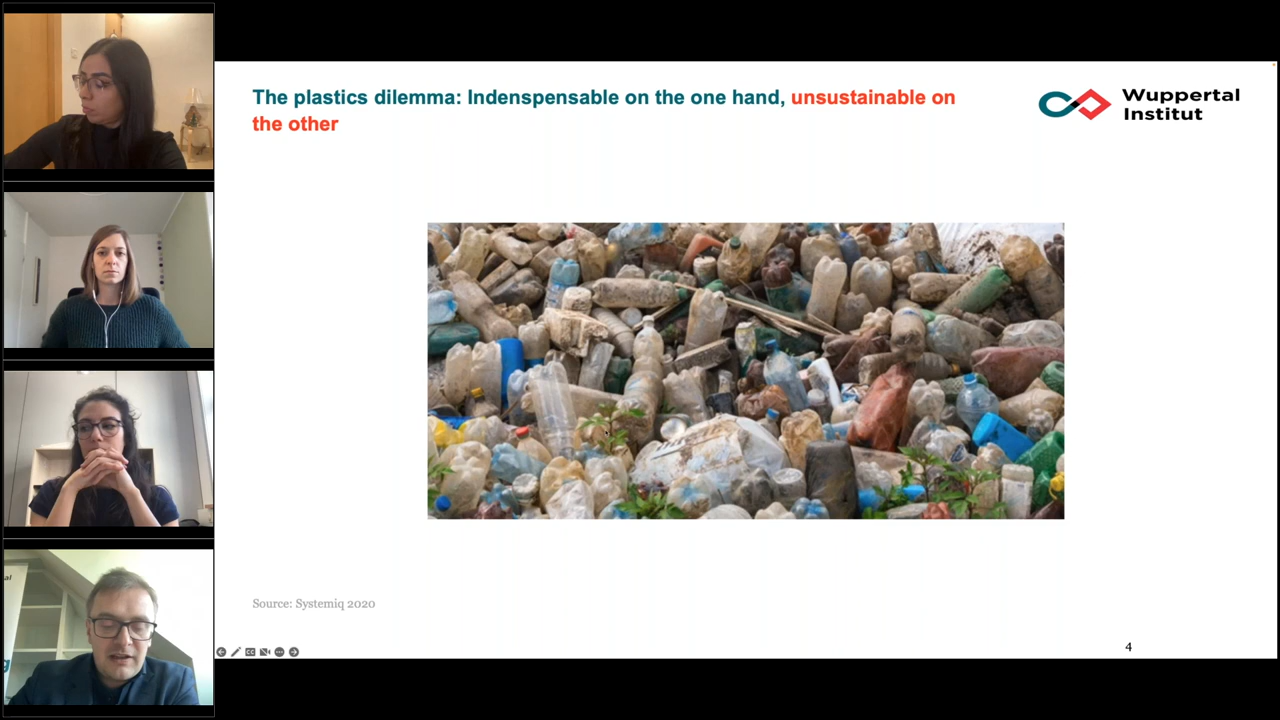 The plastics dilemma: Indenspensable on the one hand, unsustainable on
the other
Wuppertal
Institut
Source: Systemiq 2020
4